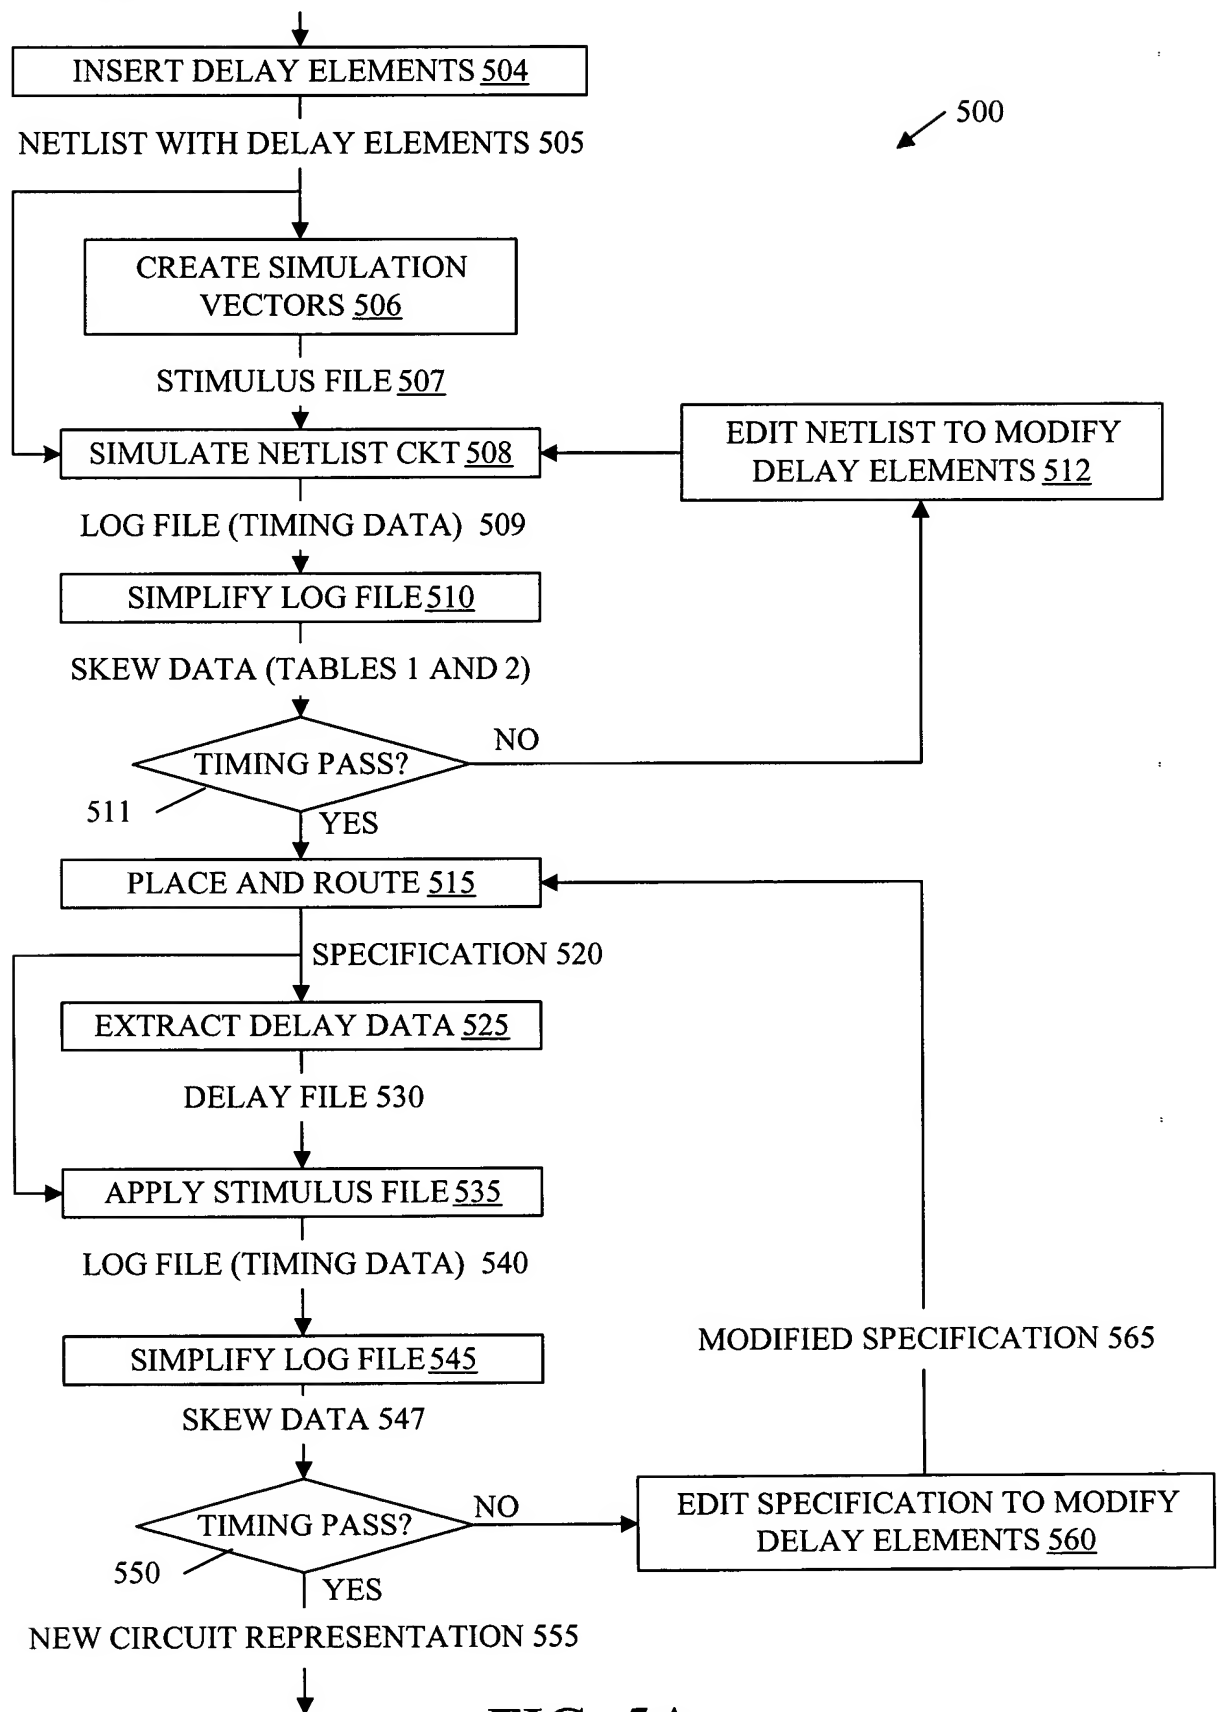 INSERT DELAY ELEMENTS 504
500
NETLIST WITH DELAY ELEMENTS 505
CREATE SIMULATION
VECTORS 506
STIMULUS FILE 507
SIMULATE NETLIST CKT 508
EDIT NETLIST TO MODIFY
DELAY ELEMENTS 512
LOG FILE (TIMING DATA) 509
SIMPLIFY LOG FILE 510
SKEW DATA (TABLES 1 AND 2)
TIMING PASS?
NO
511
YES
PLACE AND ROUTE 515
SPECIFICATION 520
EXTRACT DELAY DATA 525
DELAY FILE 530
APPLY STIMULUS FILE 535
LOG FILE (TIMING DATA) 540
MODIFIED SPECIFICATION 565
SIMPLIFY LOG FILE 545
SKEW DATA 547
TIMING PASS?
NO
EDIT SPECIFICATION TO MODIFY
DELAY ELEMENTS 560
550
YES
NEW CIRCUIT REPRESENTATION 555